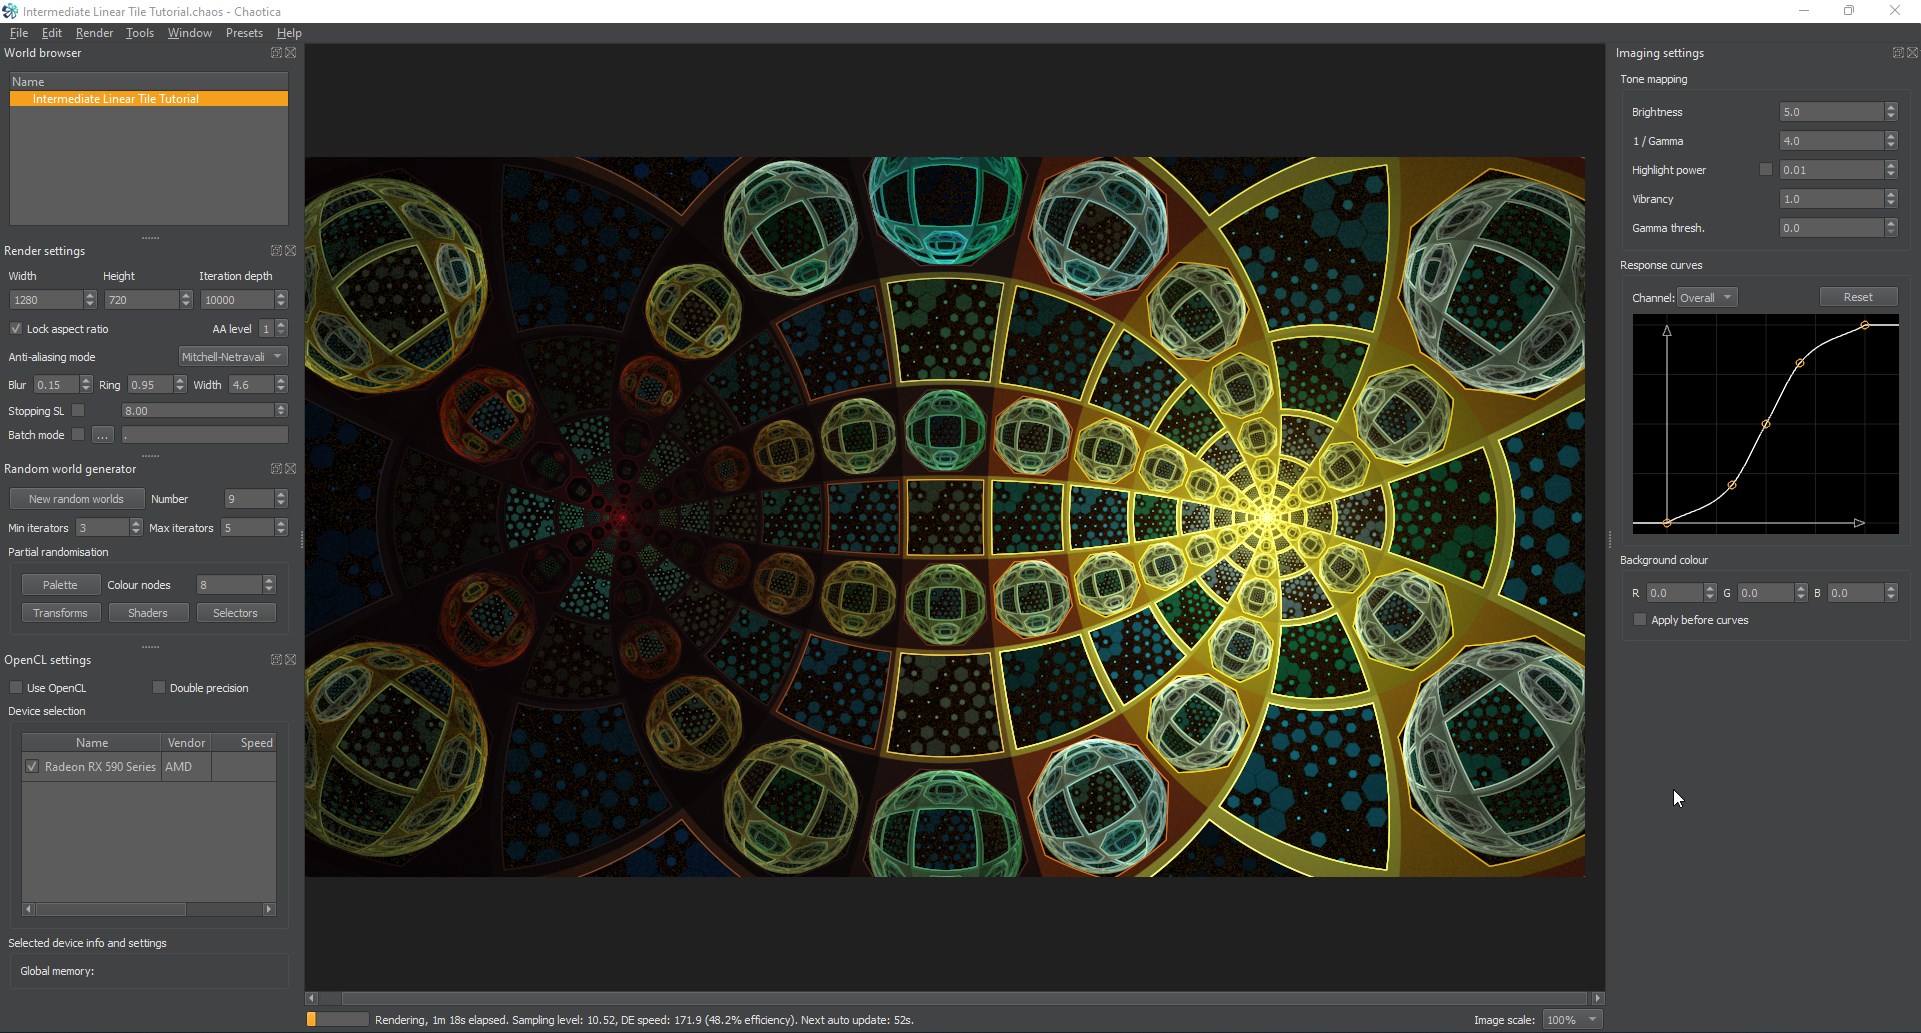 Intermediate Linear Tile Tutorial.chaos - Chaotica
File Edit Render Tools Window Presets Help
World browser
Name
Intermediate Linear Tile Tutorial
Render settings
Width Height Iteration depth
1280 720 10000
Lock aspect ratio AA level 1
Anti-aliasing mode Mitchell-Netravali
Blur 0.15 Ring 0.95 Width 4.6
Stopping SL 8.00
Batch mode ... .
Random world generator
New random worlds Number 9
Min iterators 3 Max iterators 5
Partial randomisation
Palette Colour nodes 8
Transforms Shaders Selectors
OpenCL settings
Use OpenCL Double precision
Device selection
Name Vendor Speed
Radeon RX 590 Series AMD
Selected device info and settings
Global memory:
Rendering, 1m 18s elapsed. Sampling level: 10.52, DE speed: 171.9 (48.2% efficiency). Next auto update: 52s.
Image scale: 100%
Imaging settings
Tone mapping
Brightness 5.0
1 / Gamma 4.0
Highlight power 0.01
Vibrancy 1.0
Gamma thresh. 0.0
Response curves
Channel: Overall Reset
Background colour
R 0.0 G 0.0 B 0.0
Apply before curves